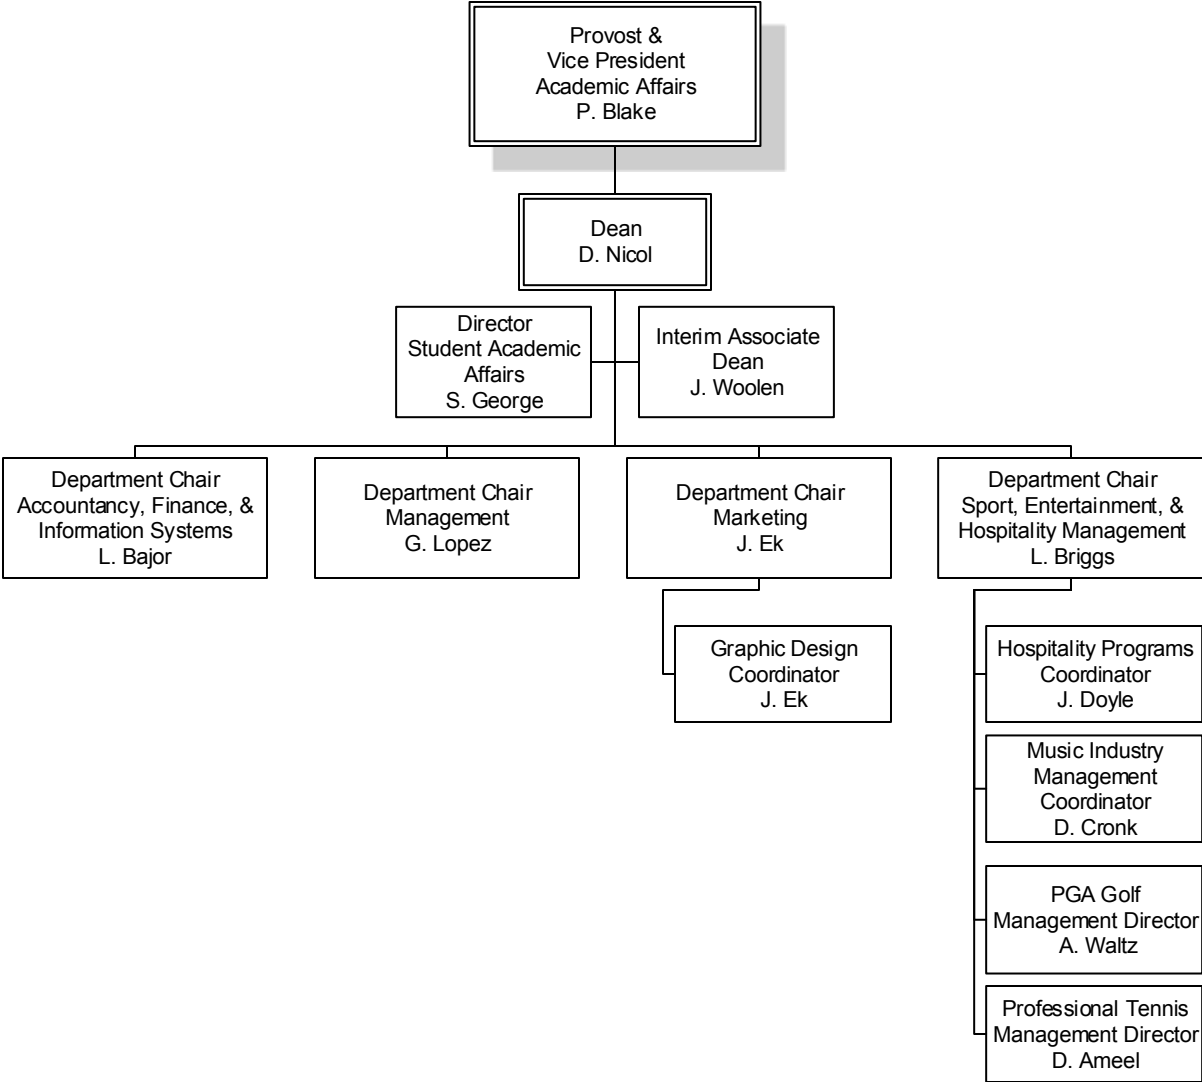 Provost &
Vice President
Academic Affairs
P. Blake
Dean
D. Nicol
Director
Student Academic
Affairs
S. George
Interim Associate
Dean
J. Woolen
Department Chair
Accountancy, Finance, &
Information Systems
L. Bajor
Department Chair
Management
G. Lopez
Department Chair
Marketing
J. Ek
Department Chair
Sport, Entertainment, &
Hospitality Management
L. Briggs
Graphic Design
Coordinator
J. Ek
Hospitality Programs
Coordinator
J. Doyle
Music Industry
Management
Coordinator
D. Cronk
PGA Golf
Management Director
A. Waltz
Professional Tennis
Management Director
D. Ameel